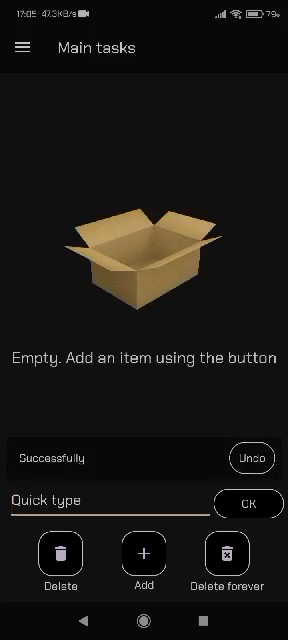 17:05 47.3KB/s 79%
Main tasks
Empty. Add an item using the button
Successfully Undo
Quick type OK
Delete Add Delete forever